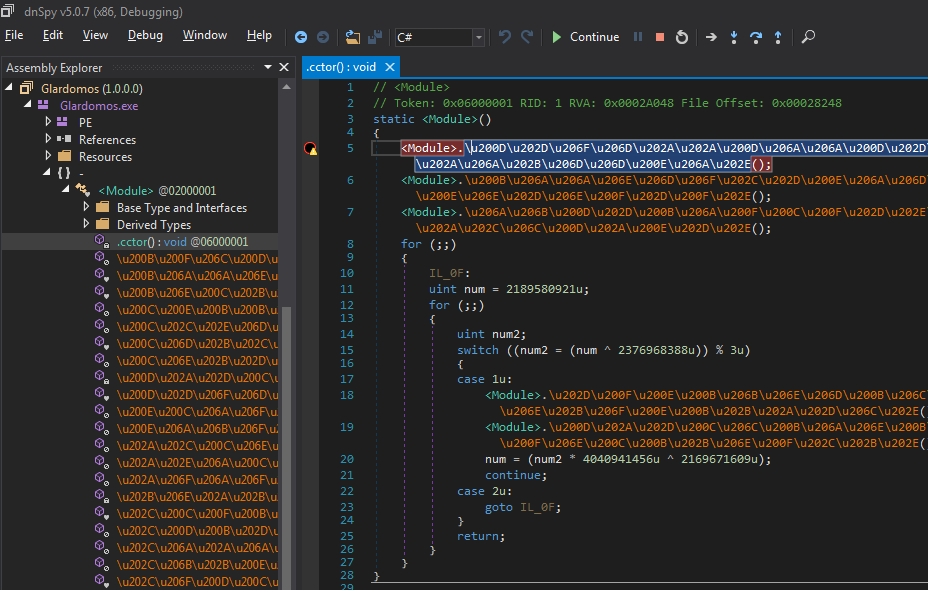 dnSpy v5.0.7 (x86, Debugging)
File Edit View Debug Window Help C# Continue
Assembly Explorer
Glardomos (1.0.0.0)
Glardomos.exe
PE
References
Resources
{ } -
<Module> @02000001
Base Type and Interfaces
Derived Types
.cctor() : void @06000001
\u200B\u200F\u206C\u200D\u
\u200B\u206A\u206A\u206E\u
\u200B\u206E\u200C\u202B\u
\u200C\u200E\u200B\u200B\u
\u200C\u202C\u202E\u206D\u
\u200C\u206D\u202B\u202C\u
\u200C\u206E\u202B\u202D\u
\u200D\u202A\u202D\u200C\u
\u200D\u202D\u206F\u206D\u
\u200E\u200C\u206A\u206F\u
\u200E\u206A\u206B\u206F\u
\u202A\u202C\u200C\u206E\u
\u202A\u202E\u206A\u200C\u
\u202A\u206F\u206A\u206F\u
\u202B\u206E\u202A\u202B\u
\u202C\u200C\u200F\u200B\u
\u202C\u200D\u200B\u202D\u
\u202C\u206A\u202A\u206A\u
\u202C\u206B\u202B\u200E\u
\u202C\u206F\u200D\u200C\u
.cctor() : void
1 // <Module>
2 // Token: 0x06000001 RID: 1 RVA: 0x0002A048 File Offset: 0x00028248
3 static <Module>()
4 {
5 <Module>.\u200D\u202D\u206F\u206D\u202A\u202A\u200D\u206A\u206A\u200D\u202D
\u202A\u206A\u202B\u206D\u206D\u200E\u206A\u202E();
6 <Module>.\u200B\u206A\u206A\u206E\u206D\u206F\u202C\u202D\u200E\u206A\u206D
\u200E\u206E\u202D\u206E\u200F\u202D\u200F\u202E();
7 <Module>.\u206A\u206B\u200D\u202D\u200B\u206A\u200F\u200C\u200F\u202D\u202E
\u202A\u202C\u206C\u200D\u202A\u200E\u202D\u202E();
8 for (;;)
9 {
10 IL_0F:
11 uint num = 2189580921u;
12 for (;;)
13 {
14 uint num2;
15 switch ((num2 = (num ^ 2376968388u)) % 3u)
16 {
17 case 1u:
18 <Module>.\u202D\u200F\u200E\u200B\u206B\u206E\u206D\u200B\u206C
\u206E\u202B\u206F\u200E\u200B\u202B\u202A\u202D\u206C\u202E(
19 <Module>.\u200D\u202A\u202D\u200C\u206C\u200B\u206A\u206E\u200B
\u200F\u206E\u200C\u200B\u202B\u206E\u200F\u202C\u202B\u202E(
20 num = (num2 * 4040941456u ^ 2169671609u);
21 continue;
22 case 2u:
23 goto IL_0F;
24 }
25 return;
26 }
27 }
28 }
29